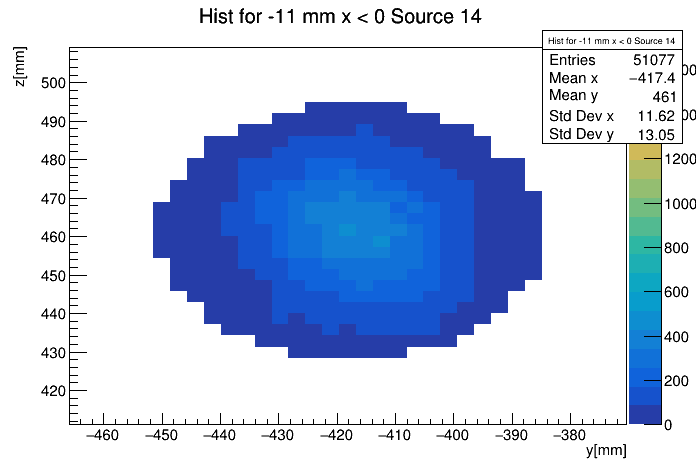 Hist for -11 mm x < 0 Source 14
z[mm]
Hist for -11 mm x < 0 Source 14
Entries 51077
Mean x −417.4
Mean y 461
Std Dev x 11.62
Std Dev y 13.05
500
490
480
470
460
450
440
430
420
1200
1000
800
600
400
200
0
−460 −450 −440 −430 −420 −410 −400 −390 −380
y[mm]